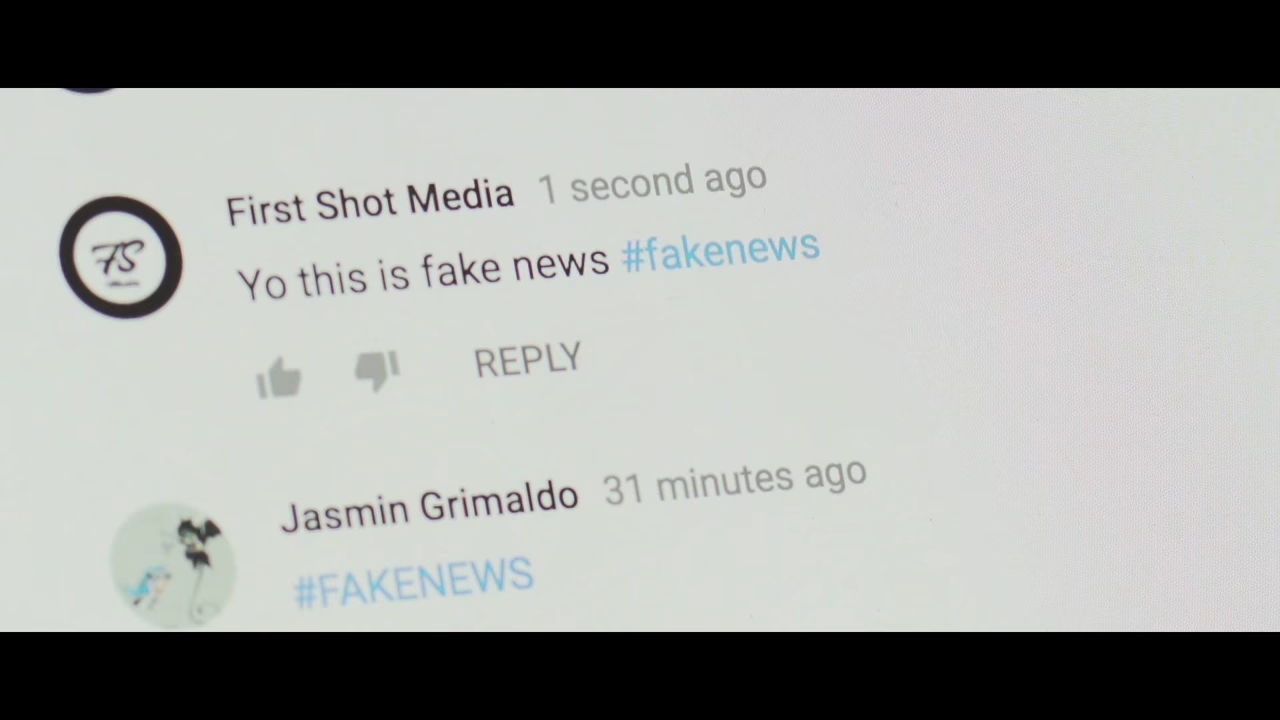 First Shot Media 1 second ago
FS
Yo this is fake news #fakenews
REPLY
Jasmin Grimaldo 31 minutes ago
#FAKENEWS